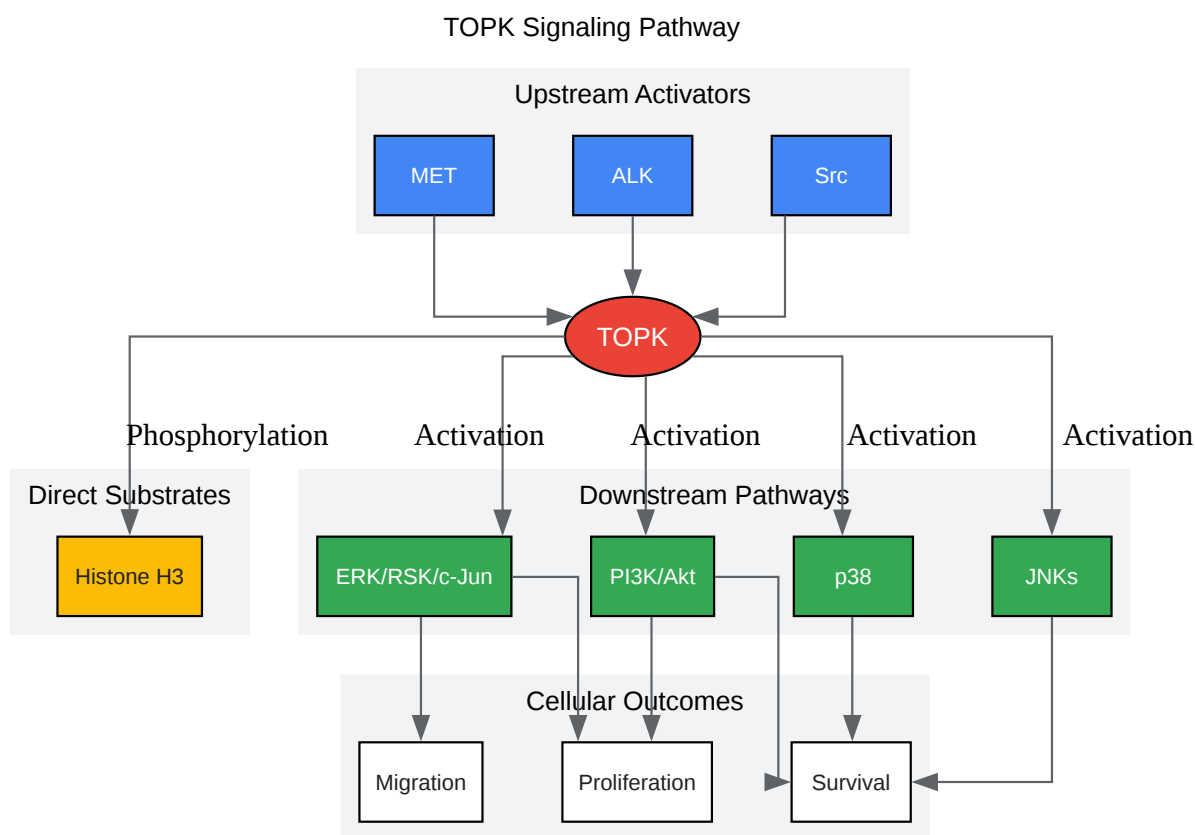 TOPK Signaling Pathway
Upstream Activators
MET
ALK
Src
TOPK
Phosphorylation
Activation
Activation
Activation
Activation
Direct Substrates
Downstream Pathways
Histone H3
ERK/RSK/c-Jun
PI3K/Akt
p38
JNKs
Cellular Outcomes
Migration
Proliferation
Survival